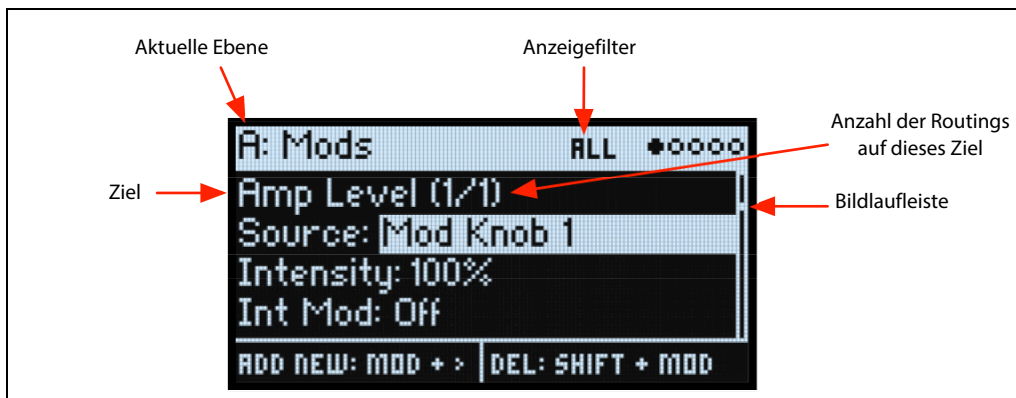 Aktuelle Ebene
Anzeigefilter
Anzahl der Routings
auf dieses Ziel
A: Mods ALL
Ziel
Amp Level (1/1)
Bildlaufleiste
Source: Mod Knob 1
Intensity: 100%
Int Mod: Off
ADD NEW: MOD + > DEL: SHIFT + MOD